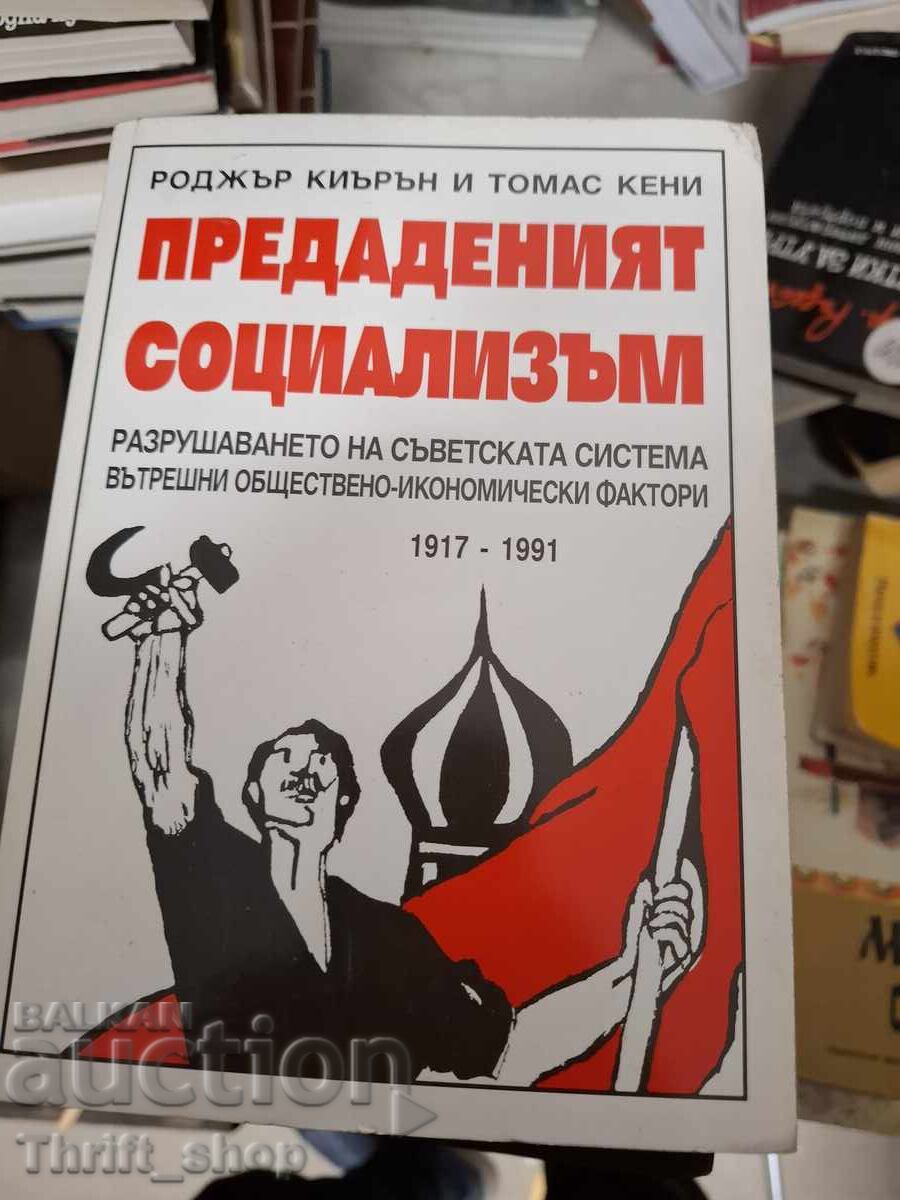 РОДЖЪР КИЪРЪН И ТОМАС КЕНИ
ПРЕДАДЕНИЯТ
СОЦИАЛИЗЪМ
РАЗРУШАВАНЕТО НА СЪВЕТСКАТА СИСТЕМА
ВЪТРЕШНИ ОБЩЕСТВЕНО-ИКОНОМИЧЕСКИ ФАКТОРИ
1917 - 1991
BALKAN
auction
Thrift_shop